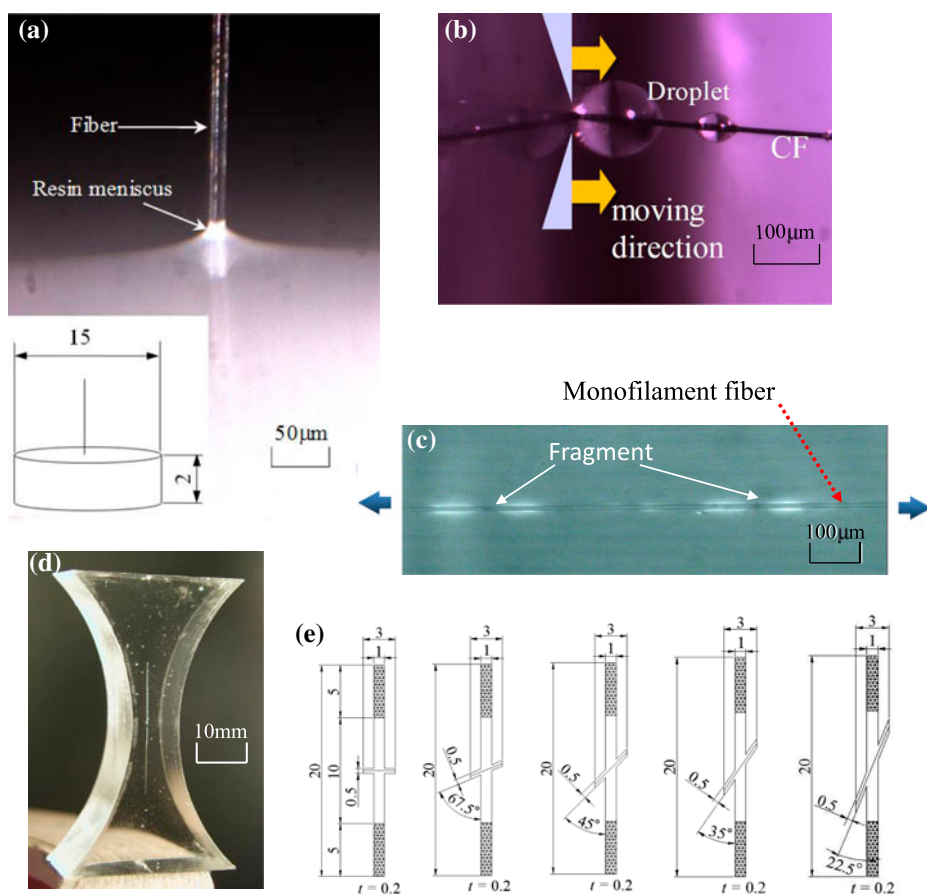 (a)
Fiber
Resin meniscus
15
2
50μm
(b)
Droplet
CF
moving
direction
100μm
Monofilament fiber
(c)
Fragment
100μm
(d)
10mm
(e)
3
1
5
20
10
0.5
5
t = 0.2
3
1
20
0.5
67.5°
t = 0.2
3
1
20
0.5
45°
t = 0.2
3
1
20
0.5
35°
t = 0.2
3
1
20
0.5
22.5°
t = 0.2